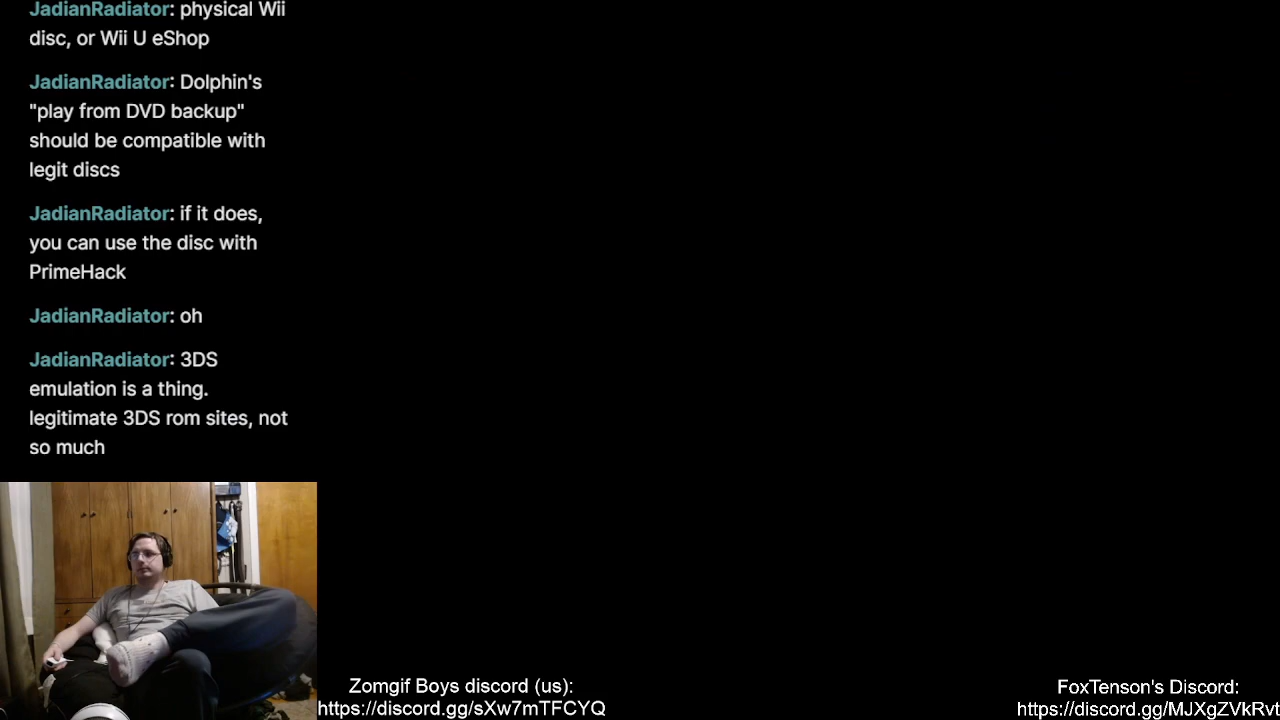 JadianRadiator: physical Wii
disc, or Wii U eShop
JadianRadiator: Dolphin's
"play from DVD backup"
should be compatible with
legit discs
JadianRadiator: if it does,
you can use the disc with
PrimeHack
JadianRadiator: oh
JadianRadiator: 3DS
emulation is a thing.
legitimate 3DS rom sites, not
so much
Zomgif Boys discord (us):
https://discord.gg/sXw7mTFCYQ
FoxTenson's Discord:
https://discord.gg/MJXgZVkRvt